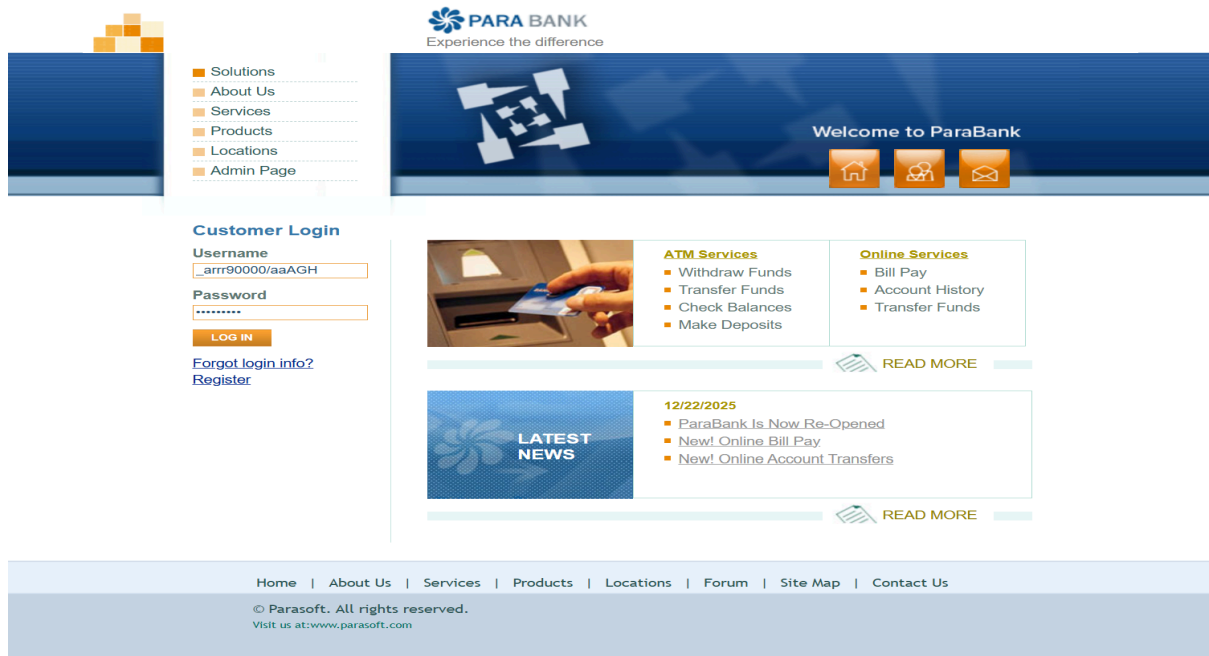 PARA BANK
Experience the difference
Solutions
About Us
Services
Products
Locations
Admin Page
Welcome to ParaBank
Customer Login
Username
_arrr90000/aaAGH
Password
•••••••••
LOG IN
Forgot login info?
Register
ATM Services
Withdraw Funds
Transfer Funds
Check Balances
Make Deposits
Online Services
Bill Pay
Account History
Transfer Funds
READ MORE
LATEST
NEWS
12/22/2025
ParaBank Is Now Re-Opened
New! Online Bill Pay
New! Online Account Transfers
READ MORE
Home | About Us | Services | Products | Locations | Forum | Site Map | Contact Us
© Parasoft. All rights reserved.
Visit us at:www.parasoft.com